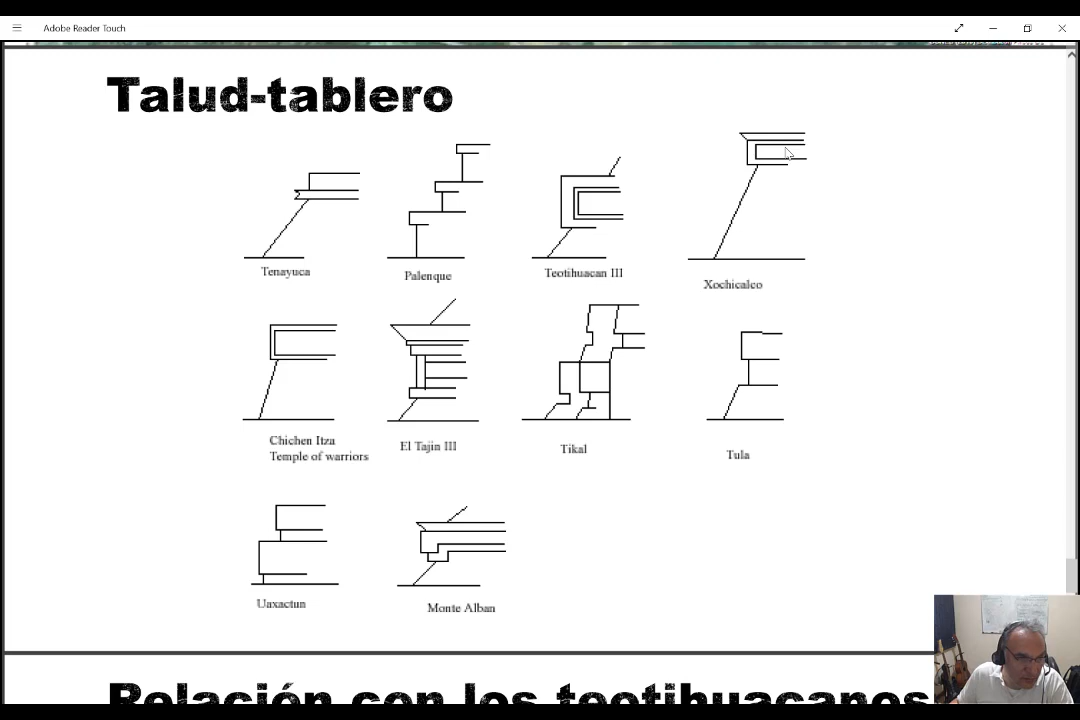 Adobe Reader Touch
Talud-tablero
Tenayuca
Palenque
Teotihuacan III
Xochicalco
Chichen Itza
Temple of warriors
El Tajin III
Tikal
Tula
Uaxactun
Monte Alban
Relación con los teotihuacanos